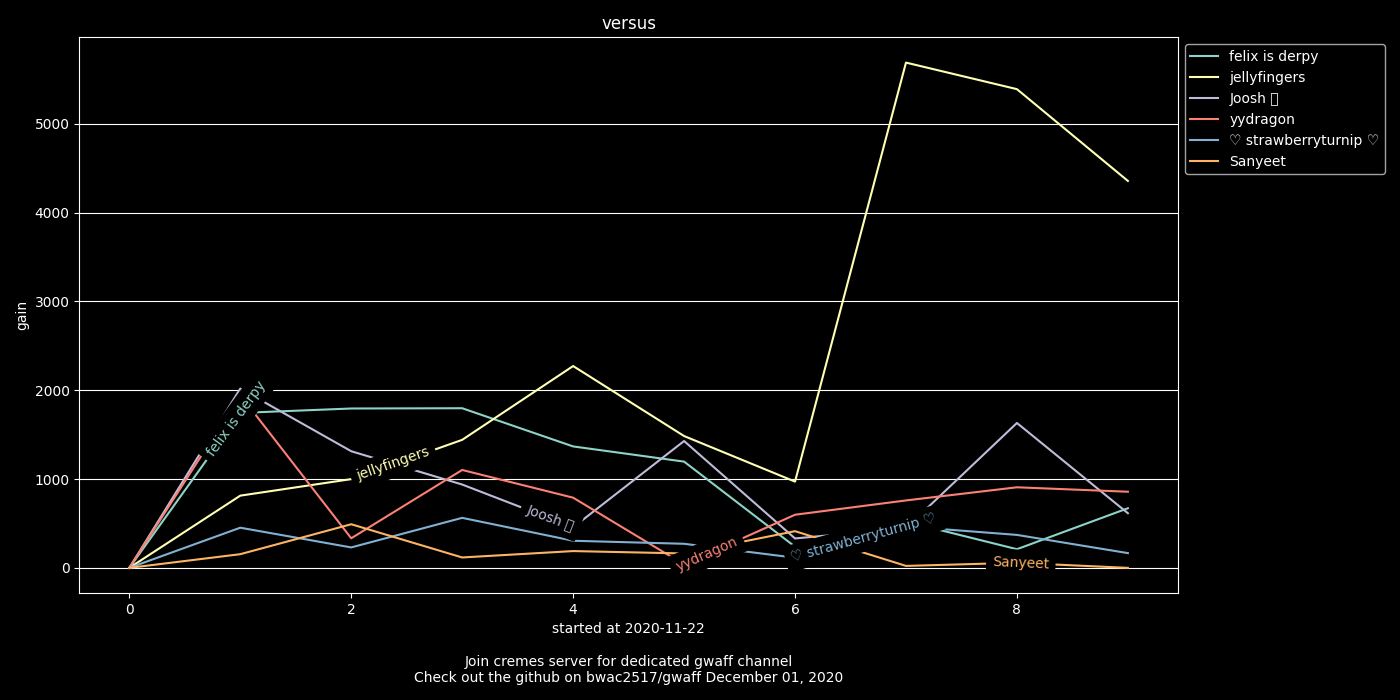 versus
felix is derpy
jellyfingers
Joosh
yydragon
♡ strawberryturnip ♡
Sanyeet
5000
4000
3000
2000
1000
0
gain
felix is derpy
jellyfingers
Joosh
yydragon
♡ strawberryturnip ♡
Sanyeet
0 2 4 6 8
started at 2020-11-22
Join cremes server for dedicated gwaff channel
Check out the github on bwac2517/gwaff December 01, 2020